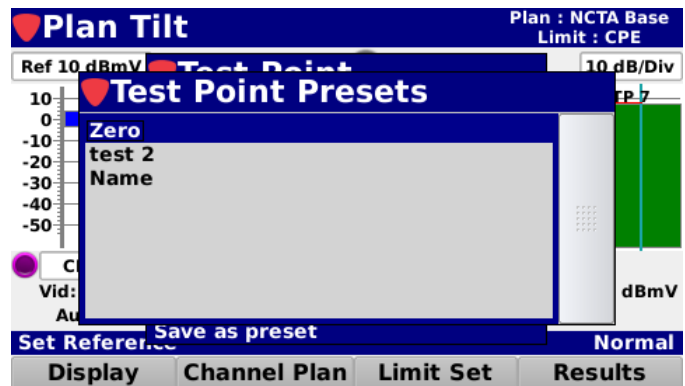 Plan Tilt
Plan : NCTA Base
Limit : CPE
Ref 10 dBmV
Test Point
10 dB/Div
Test Point Presets
TP 7
10
0
-10
-20
-30
-40
-50
Zero
test 2
Name
Vid:
dBmV
Save as preset
Set Reference
Normal
Display
Channel Plan
Limit Set
Results